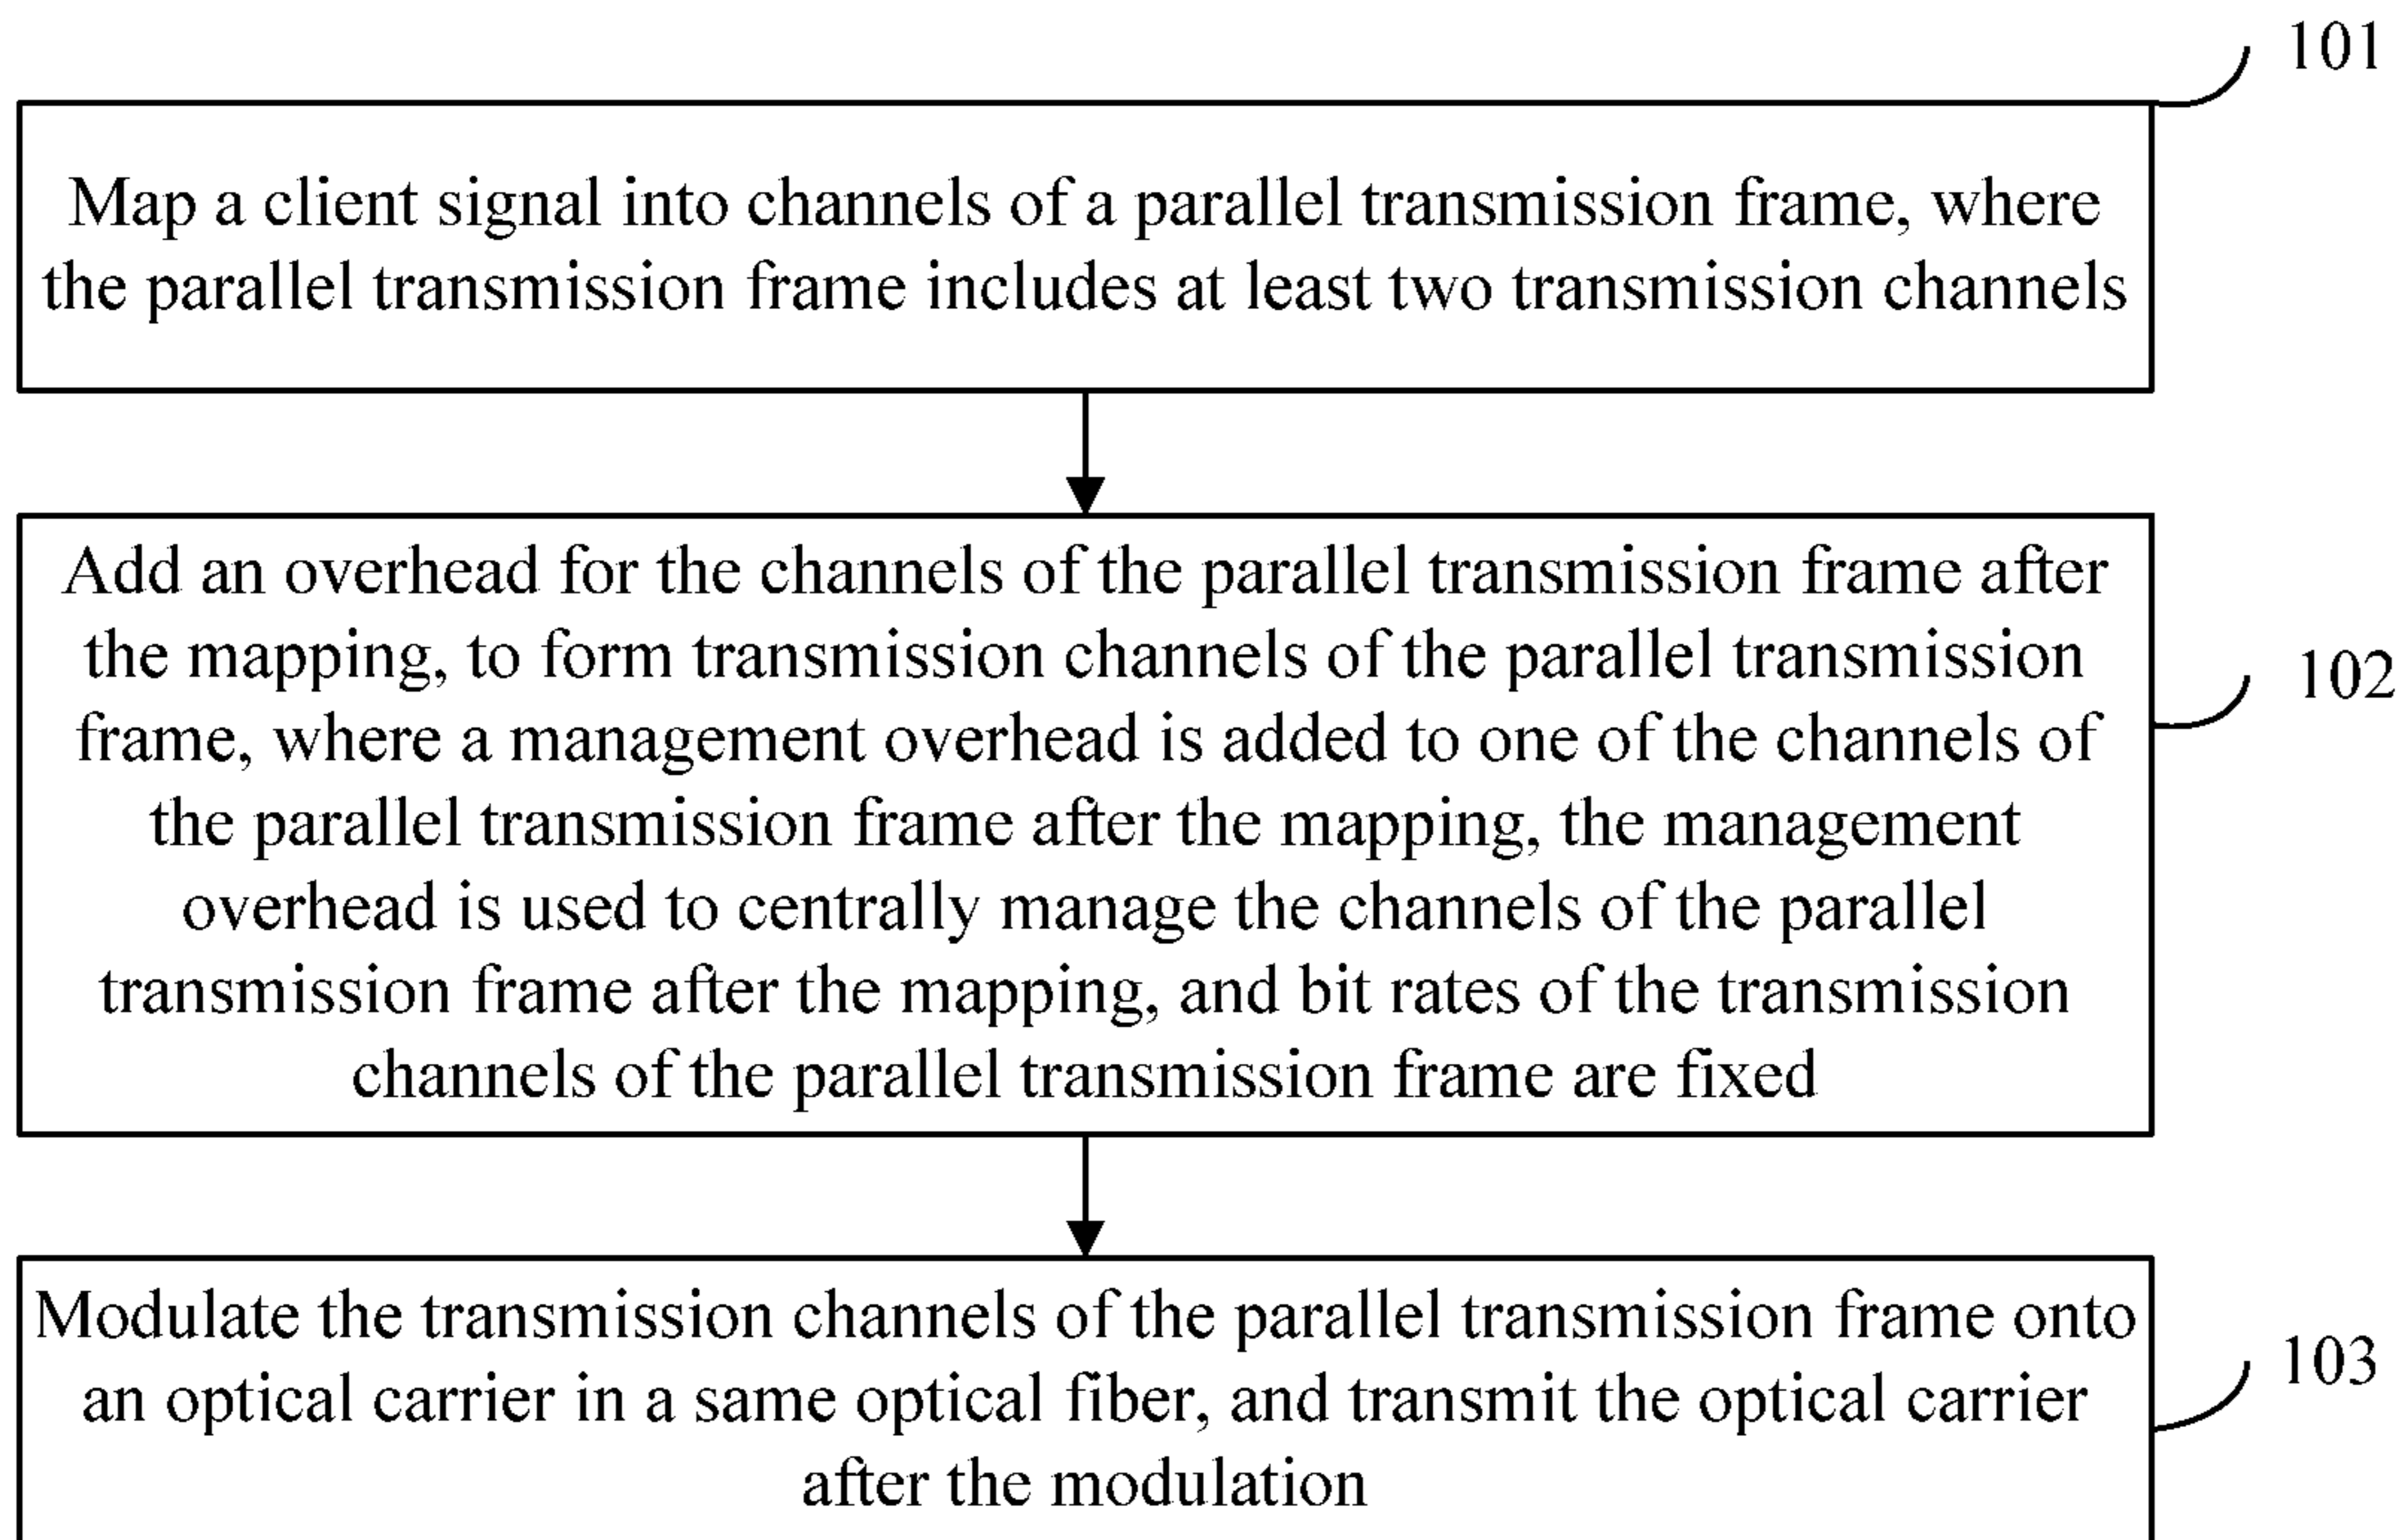 101
Map a client signal into channels of a parallel transmission frame, where
the parallel transmission frame includes at least two transmission channels
Add an overhead for the channels of the parallel transmission frame after
the mapping, to form transmission channels of the parallel transmission
frame, where a management overhead is added to one of the channels of
the parallel transmission frame after the mapping, the management
overhead is used to centrally manage the channels of the parallel
transmission frame after the mapping, and bit rates of the transmission
channels of the parallel transmission frame are fixed
102
Modulate the transmission channels of the parallel transmission frame onto
an optical carrier in a same optical fiber, and transmit the optical carrier
after the modulation
103